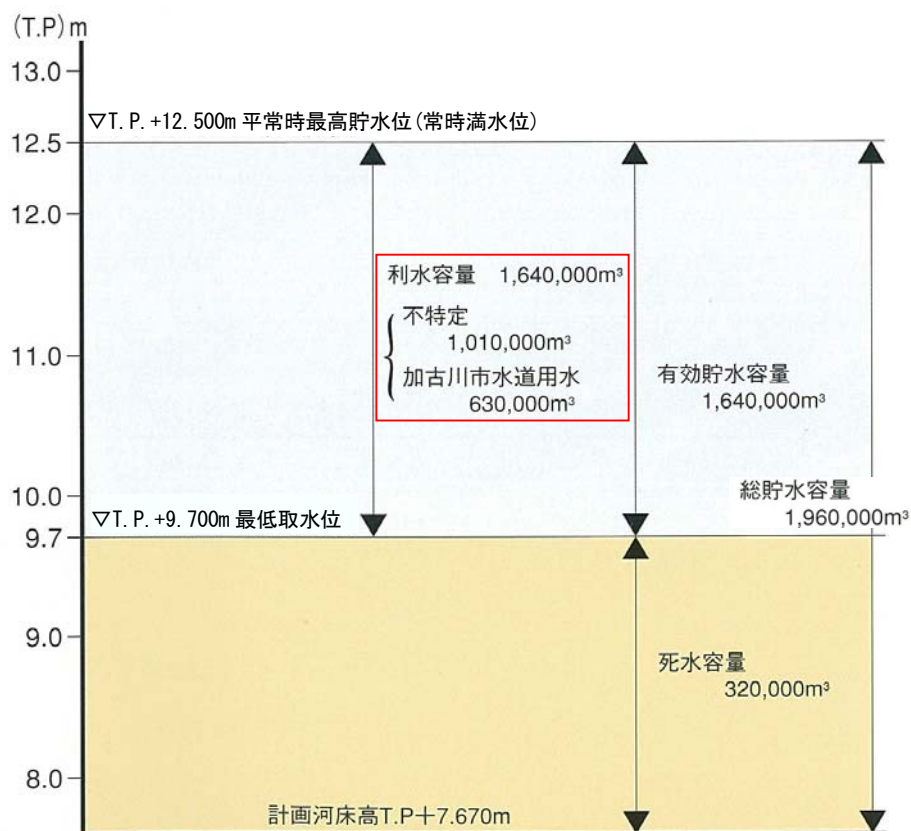 (T.P)m
13.0
▽T.P.+12.500m 平常時最高貯水位(常時満水位)
12.5
12.0
利水容量 1,640,000m³
不特定
1,010,000m³
加古川市水道用水
630,000m³
11.0
有効貯水容量
1,640,000m³
10.0
総貯水容量
1,960,000m³
▽T.P.+9.700m 最低取水位
9.7
9.0
死水容量
320,000m³
8.0
計画河床高T.P+7.670m